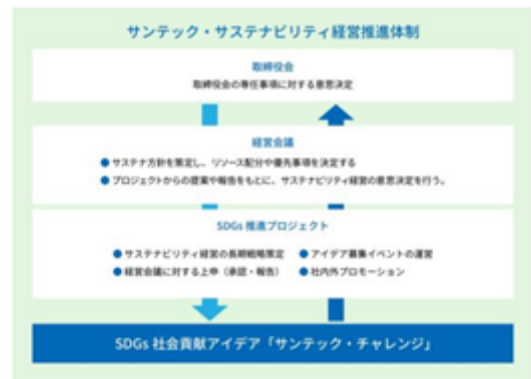 サンテック・サステナビリティ経営推進体制
取締役会
取締役会の専任事項に対する意思決定
経営会議
● サステナ方針を策定し、リソース配分や優先事項を決定する
● プロジェクトからの提案や報告をもとに、サステナビリティ経営の意思決定を行う。
SDGs 推進プロジェクト
● サステナビリティ経営の長期戦略策定 ● アイデア募集イベントの運営
● 経営会議に対する上申（承認・報告） ● 社内外プロモーション
SDGs 社会貢献アイデア「サンテック・チャレンジ」